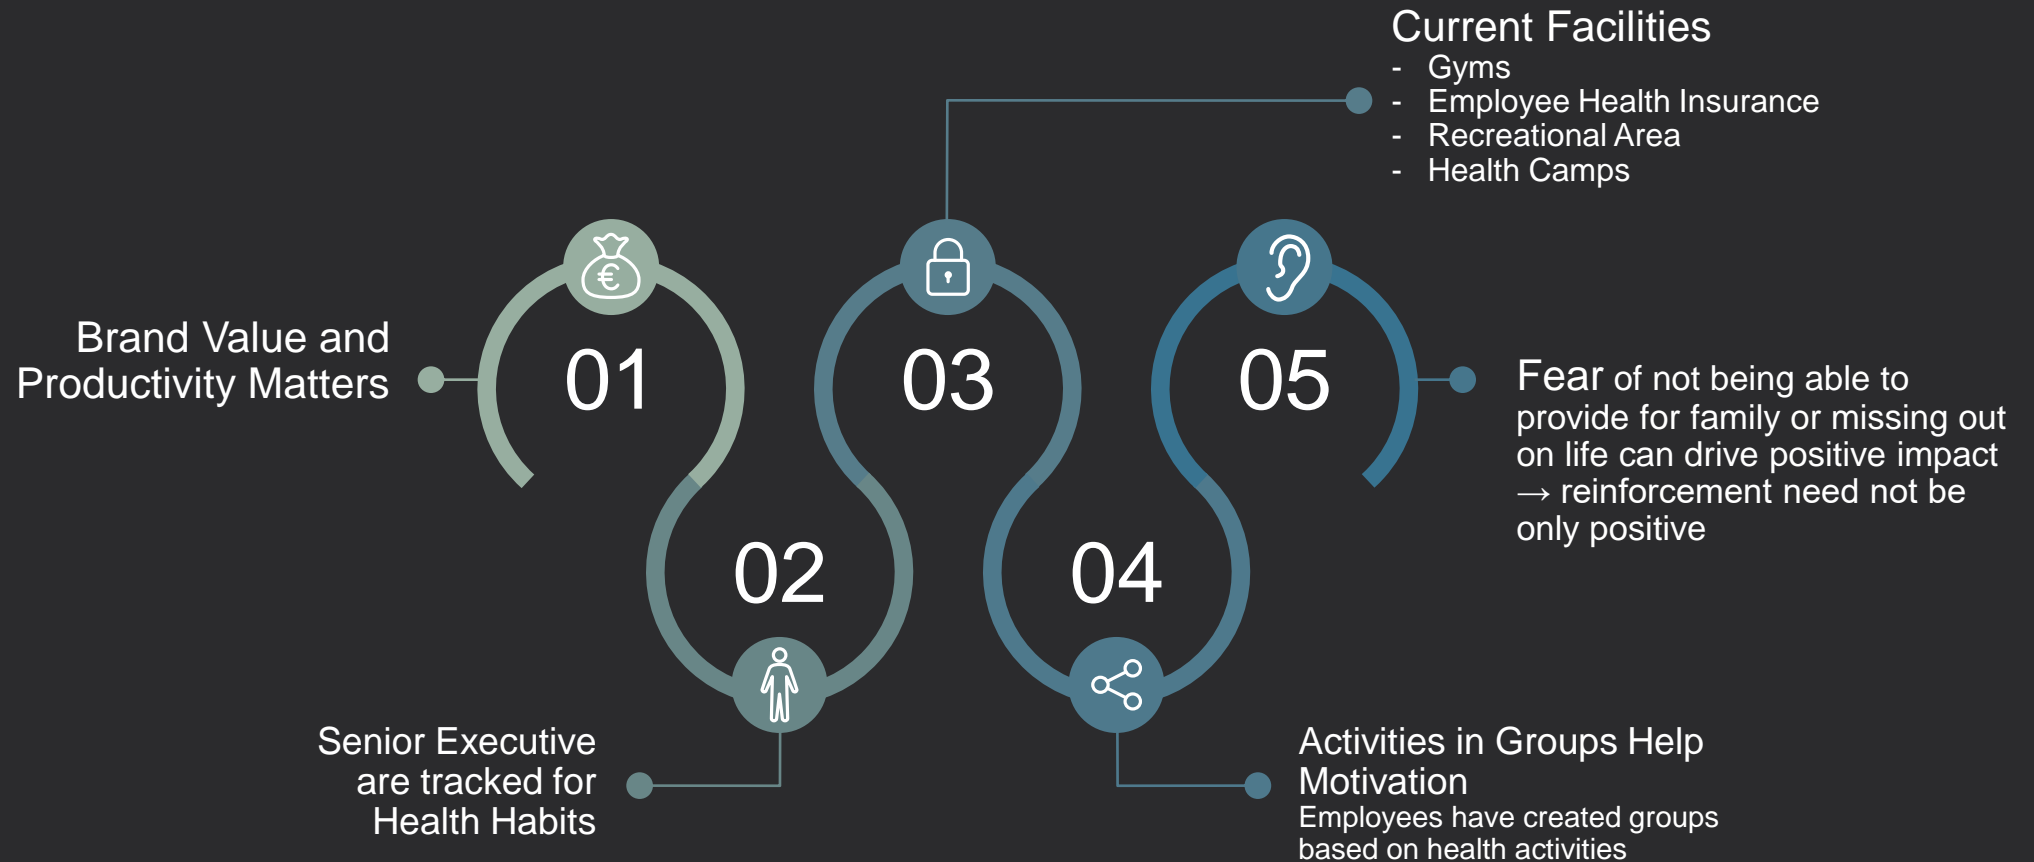 Brand Value and
Productivity Matters
01
Senior Executive
are tracked for
Health Habits
02
Current Facilities
- Gyms
- Employee Health Insurance
- Recreational Area
- Health Camps
03
Activities in Groups Help
Motivation
Employees have created groups
based on health activities
04
Fear of not being able to
provide for family or missing out
on life can drive positive impact
→ reinforcement need not be
only positive
05
€